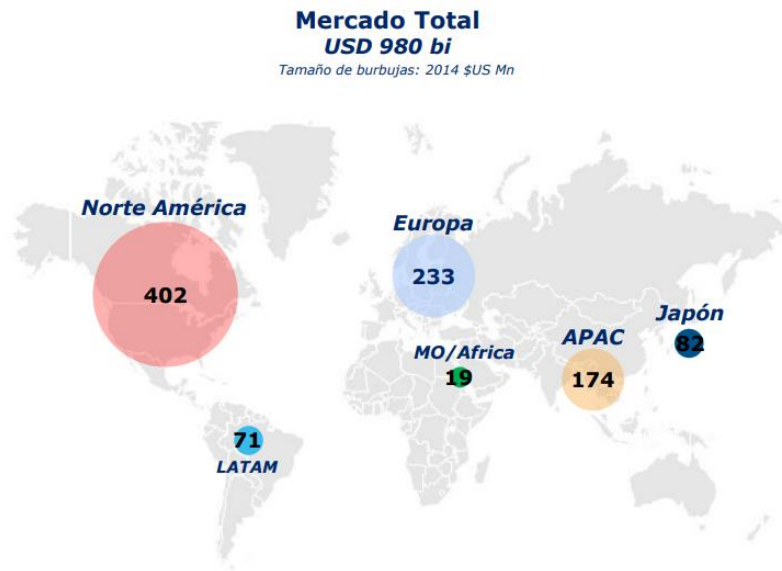 Mercado Total
USD 980 bi
Tamaño de burbujas: 2014 $US Mn
Norte América
402
Europa
233
Japón
82
APAC
174
MO/Africa
19
71
LATAM